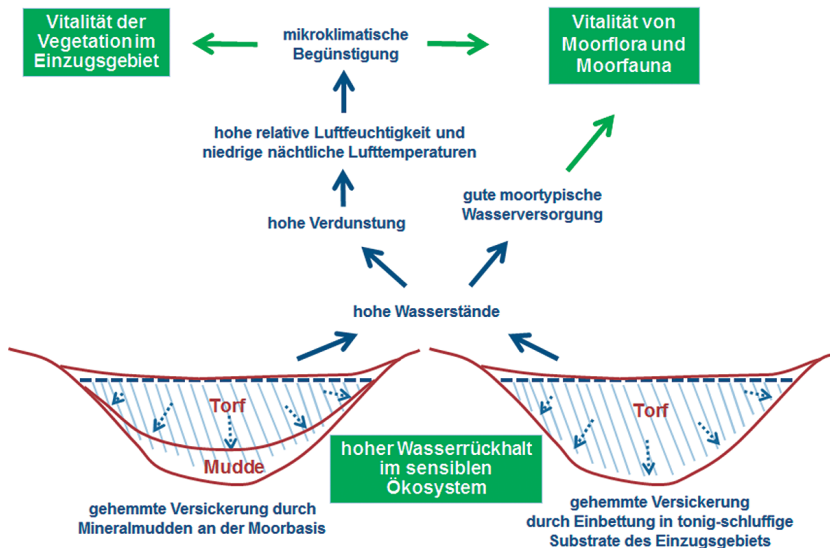 Vitalität der
Vegetation im
Einzugsgebiet
mikroklimatische
Begünstigung
Vitalität von
Moorflora und
Moorfauna
hohe relative Luftfeuchtigkeit und
niedrige nächtliche Lufttemperaturen
gute moortypische
Wasserversorgung
hohe Verdunstung
hohe Wasserstände
Torf
Mudde
Torf
hoher Wasserrückhalt
im sensiblen
Ökosystem
gehemmte Versickerung durch
Mineralmudden an der Moorbasis
gehemmte Versickerung
durch Einbettung in tonig-schluffige
Substrate des Einzugsgebiets